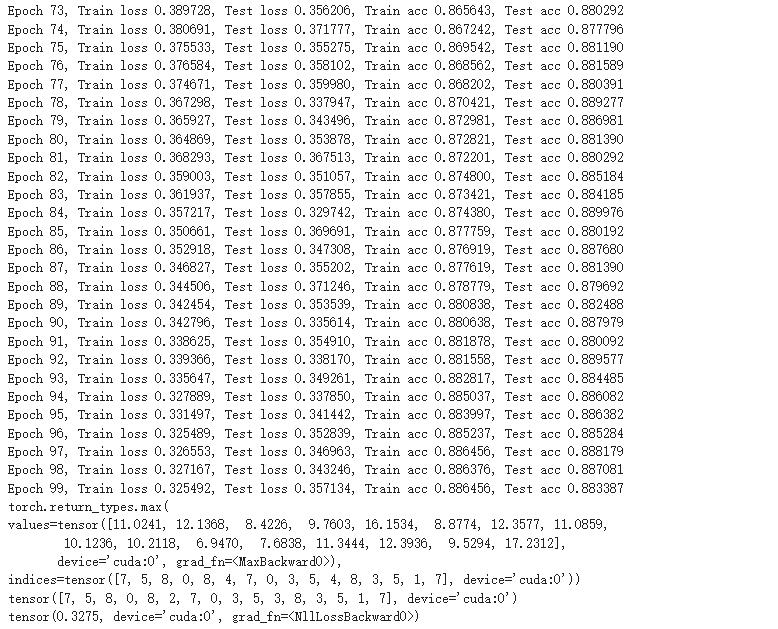 Epoch 73, Train loss 0.389728, Test loss 0.356206, Train acc 0.865643, Test acc 0.880292
Epoch 74, Train loss 0.380691, Test loss 0.371777, Train acc 0.867242, Test acc 0.877796
Epoch 75, Train loss 0.375533, Test loss 0.355275, Train acc 0.869542, Test acc 0.881190
Epoch 76, Train loss 0.376584, Test loss 0.358102, Train acc 0.868562, Test acc 0.881589
Epoch 77, Train loss 0.374671, Test loss 0.359980, Train acc 0.868202, Test acc 0.880391
Epoch 78, Train loss 0.367298, Test loss 0.337947, Train acc 0.870421, Test acc 0.889277
Epoch 79, Train loss 0.365927, Test loss 0.343496, Train acc 0.872981, Test acc 0.886981
Epoch 80, Train loss 0.364869, Test loss 0.353878, Train acc 0.872821, Test acc 0.881390
Epoch 81, Train loss 0.368293, Test loss 0.367513, Train acc 0.872201, Test acc 0.880292
Epoch 82, Train loss 0.359003, Test loss 0.351057, Train acc 0.874800, Test acc 0.885184
Epoch 83, Train loss 0.361937, Test loss 0.357855, Train acc 0.873421, Test acc 0.884185
Epoch 84, Train loss 0.357217, Test loss 0.329742, Train acc 0.874380, Test acc 0.889976
Epoch 85, Train loss 0.350661, Test loss 0.369691, Train acc 0.877759, Test acc 0.880192
Epoch 86, Train loss 0.352918, Test loss 0.347308, Train acc 0.876919, Test acc 0.887680
Epoch 87, Train loss 0.346827, Test loss 0.355202, Train acc 0.877619, Test acc 0.881390
Epoch 88, Train loss 0.344506, Test loss 0.371246, Train acc 0.878779, Test acc 0.879692
Epoch 89, Train loss 0.342454, Test loss 0.353539, Train acc 0.880838, Test acc 0.882488
Epoch 90, Train loss 0.342796, Test loss 0.335614, Train acc 0.880638, Test acc 0.887979
Epoch 91, Train loss 0.338625, Test loss 0.354910, Train acc 0.881878, Test acc 0.880092
Epoch 92, Train loss 0.339366, Test loss 0.338170, Train acc 0.881558, Test acc 0.889577
Epoch 93, Train loss 0.335647, Test loss 0.349261, Train acc 0.882817, Test acc 0.884485
Epoch 94, Train loss 0.327889, Test loss 0.337850, Train acc 0.885037, Test acc 0.886082
Epoch 95, Train loss 0.331497, Test loss 0.341442, Train acc 0.883997, Test acc 0.886382
Epoch 96, Train loss 0.325489, Test loss 0.352839, Train acc 0.885237, Test acc 0.885284
Epoch 97, Train loss 0.326553, Test loss 0.346963, Train acc 0.886456, Test acc 0.888179
Epoch 98, Train loss 0.327167, Test loss 0.343246, Train acc 0.886376, Test acc 0.887081
Epoch 99, Train loss 0.325492, Test loss 0.357134, Train acc 0.886456, Test acc 0.883387
torch.return_types.max(
values=tensor([11.0241, 12.1368, 8.4226, 9.7603, 16.1534, 8.8774, 12.3577, 11.0859,
10.1236, 10.2118, 6.9470, 7.6838, 11.3444, 12.3936, 9.5294, 17.2312],
device='cuda:0', grad_fn=<MaxBackward0>),
indices=tensor([7, 5, 8, 0, 8, 4, 7, 0, 3, 5, 4, 8, 3, 5, 1, 7], device='cuda:0'))
tensor([7, 5, 8, 0, 8, 2, 7, 0, 3, 5, 3, 8, 3, 5, 1, 7], device='cuda:0')
tensor(0.3275, device='cuda:0', grad_fn=<NllLossBackward0>)